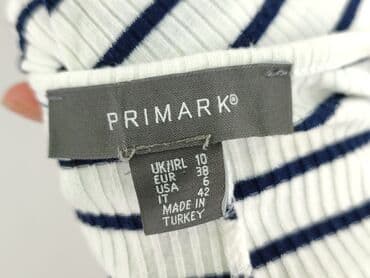 PRIMARK®
UK/IRL 10
EUR 38
USA 6
IT 42
MADE IN
TURKEY